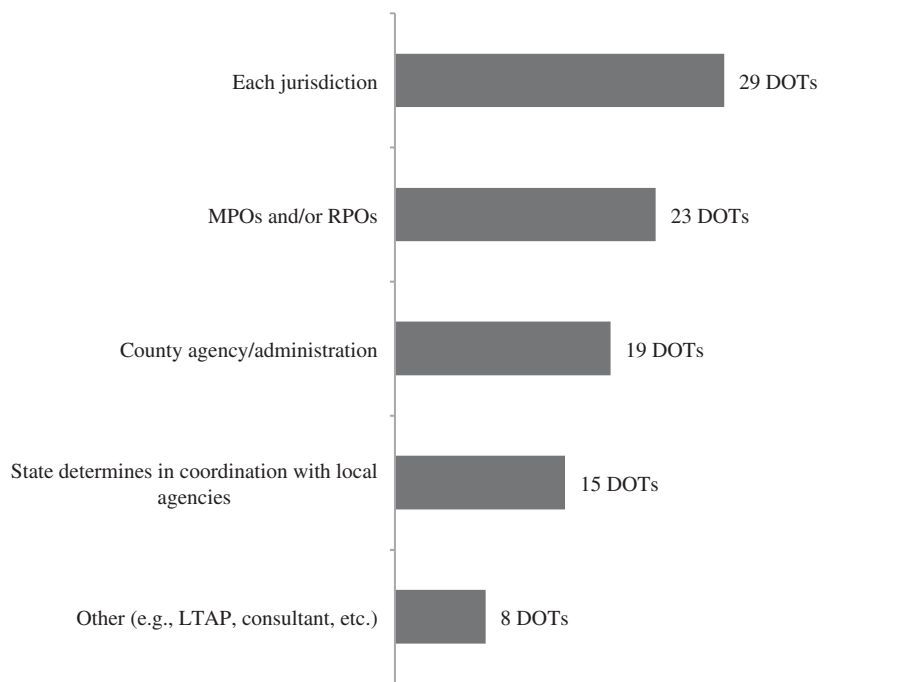 Each jurisdiction
29 DOTs
MPOs and/or RPOs
23 DOTs
County agency/administration
19 DOTs
State determines in coordination with local
agencies
15 DOTs
Other (e.g., LTAP, consultant, etc.)
8 DOTs